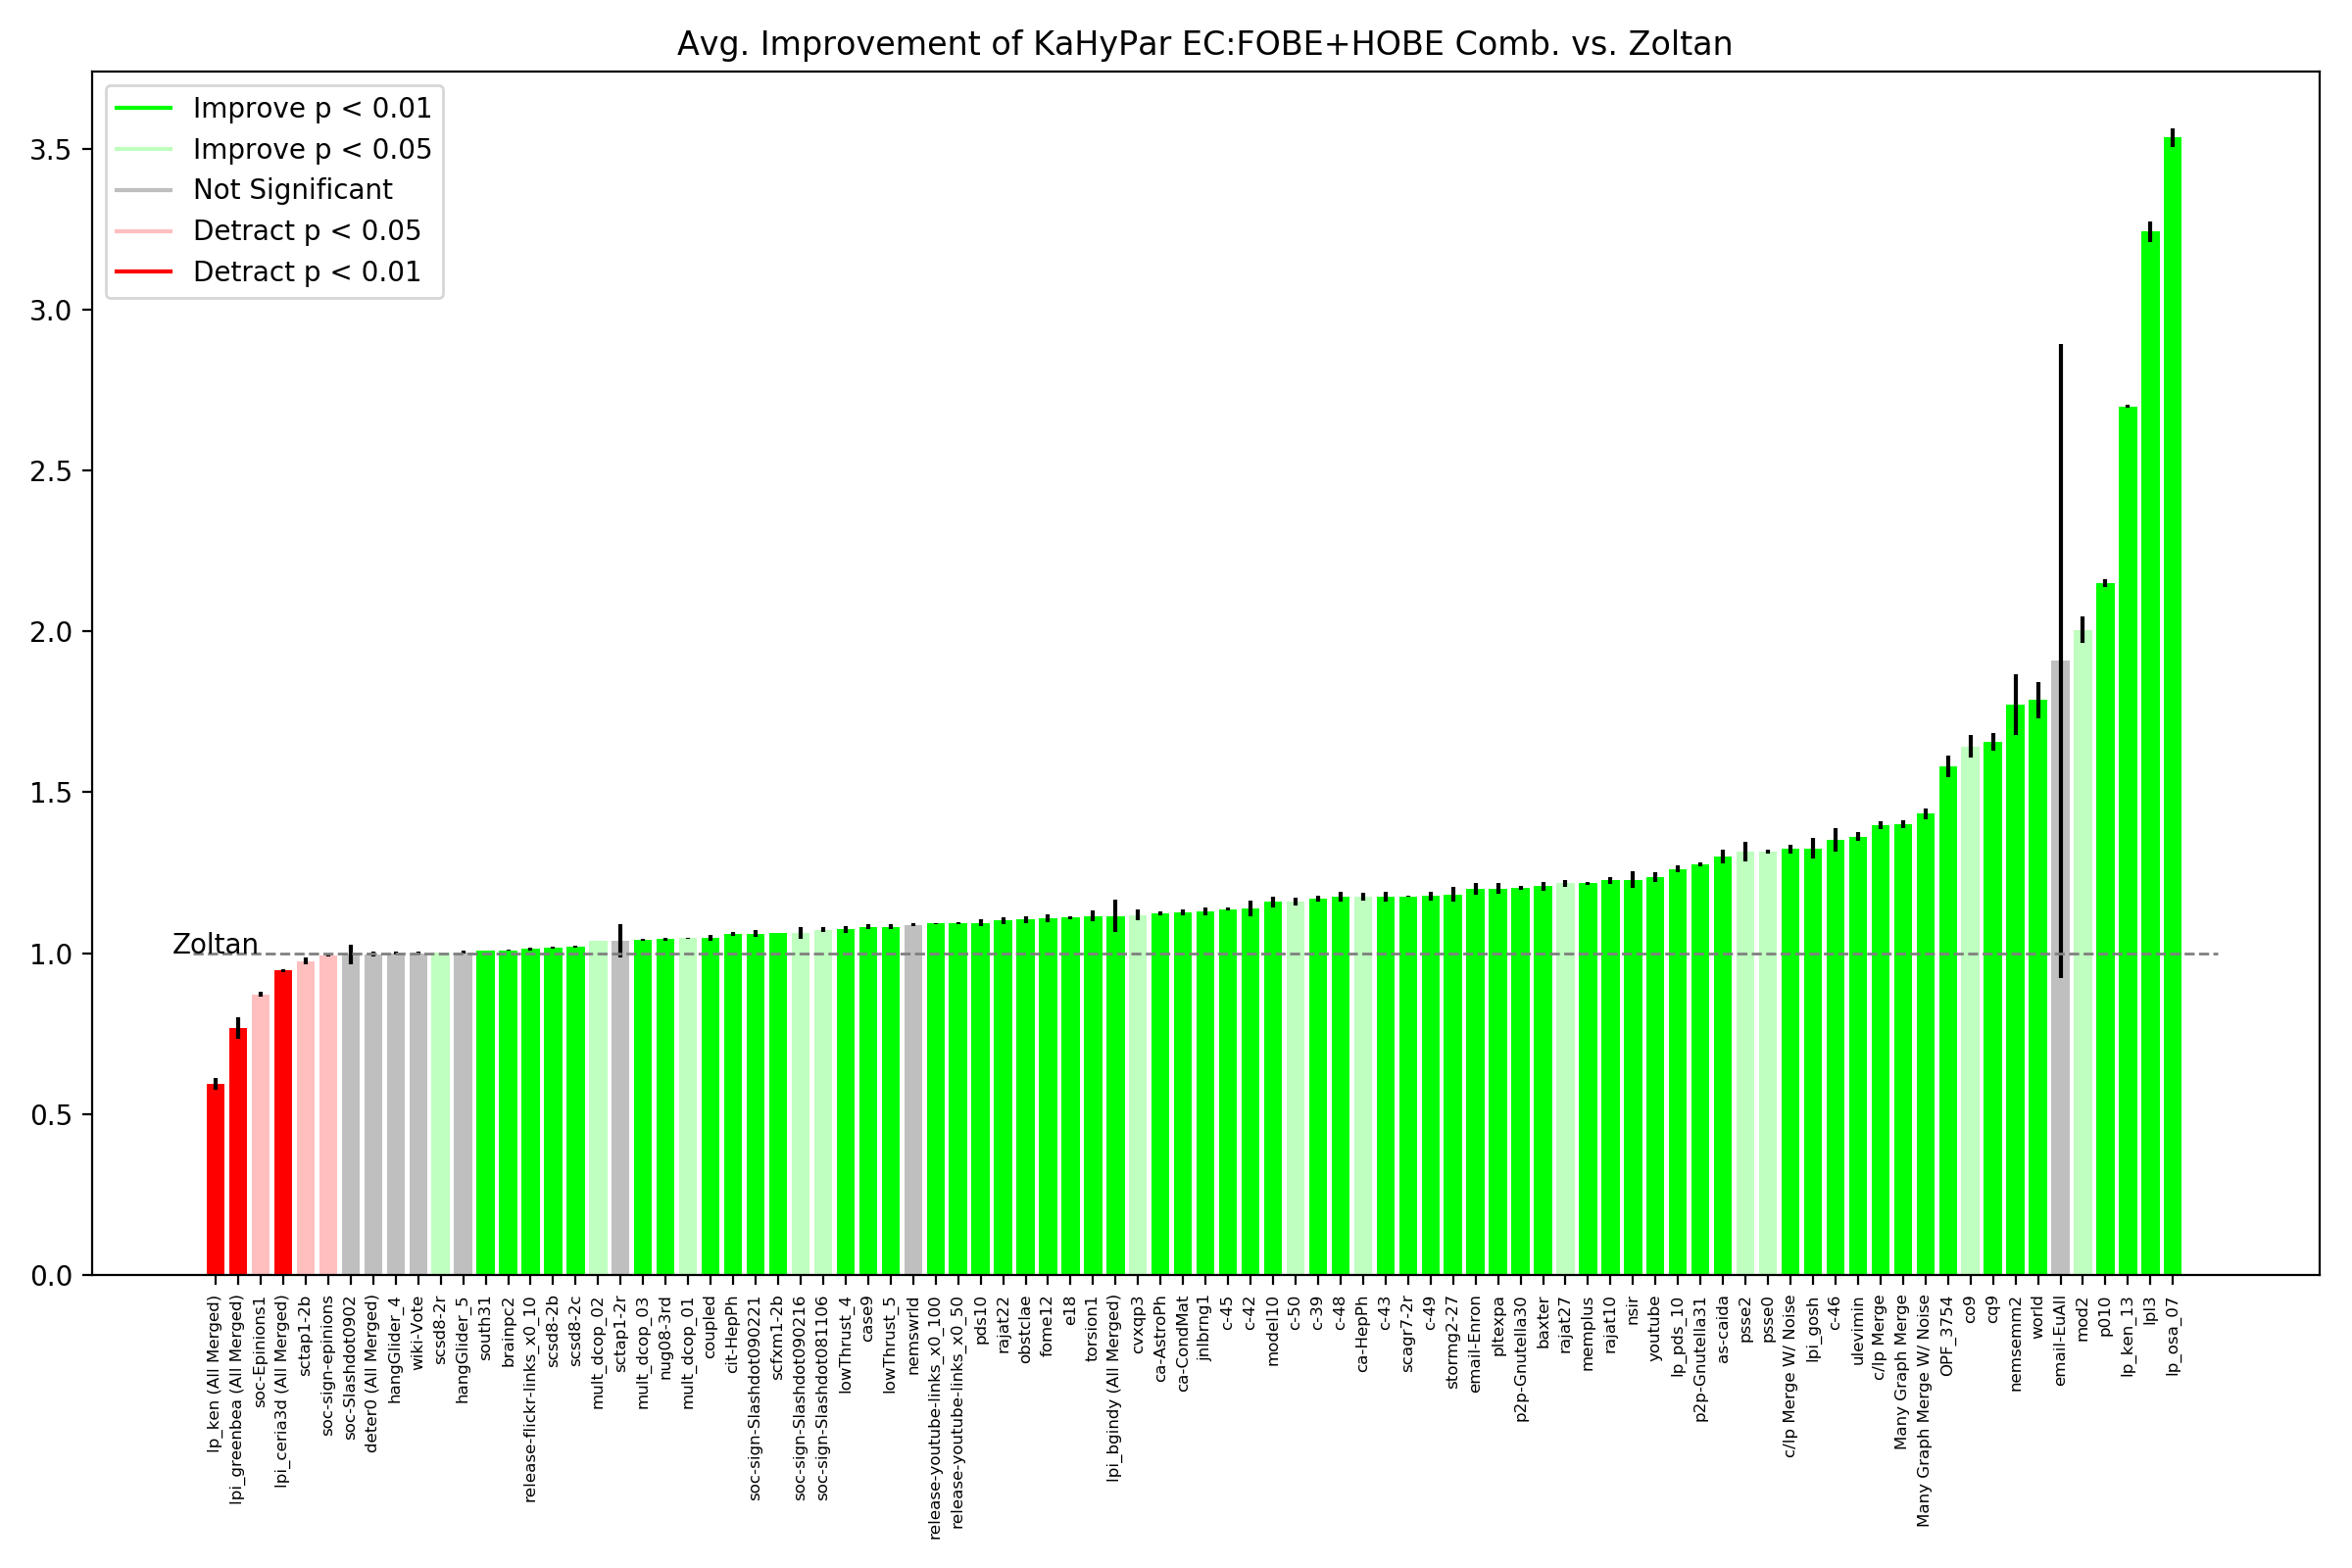 Avg. Improvement of KaHyPar EC:FOBE+HOBE Comb. vs. Zoltan
Improve p < 0.01
Improve p < 0.05
Not Significant
Detract p < 0.05
Detract p < 0.01
3.5
3.0
2.5
2.0
1.5
1.0
0.5
0.0
Zoltan
lp_ken (All Merged)
lpi_greenbea (All Merged)
soc-Epinions1
lpi_ceria3d (All Merged)
sctap1-2b
soc-sign-epinions
soc-Slashdot0902
deter0 (All Merged)
hangGlider_4
wiki-Vote
scsd8-2r
hangGlider_5
south31
brainpc2
release-flickr-links_x0_10
scsd8-2b
scsd8-2c
mult_dcop_02
sctap1-2r
mult_dcop_03
nug08-3rd
mult_dcop_01
coupled
cit-HepPh
soc-sign-Slashdot090221
scfxm1-2b
soc-sign-Slashdot090216
soc-sign-Slashdot081106
lowThrust_4
case9
lowThrust_5
nemswrld
release-youtube-links_x0_100
release-youtube-links_x0_50
pds10
rajat22
obstclae
fome12
e18
torsion1
lpi_bgindy (All Merged)
cvxqp3
ca-AstroPh
ca-CondMat
jnlbrng1
c-45
c-42
model10
c-50
c-39
c-48
ca-HepPh
c-43
scagr7-2r
c-49
stormg2-27
email-Enron
pltexpa
p2p-Gnutella30
baxter
rajat27
memplus
rajat10
nsir
youtube
lp_pds_10
p2p-Gnutella31
as-caida
psse2
psse0
c/lp Merge W/ Noise
lpi_gosh
c-46
ulevimin
c/lp Merge
Many Graph Merge
Many Graph Merge W/ Noise
OPF_3754
co9
cq9
nemsemm2
world
email-EuAll
mod2
p010
lp_ken_13
lpl3
lp_osa_07